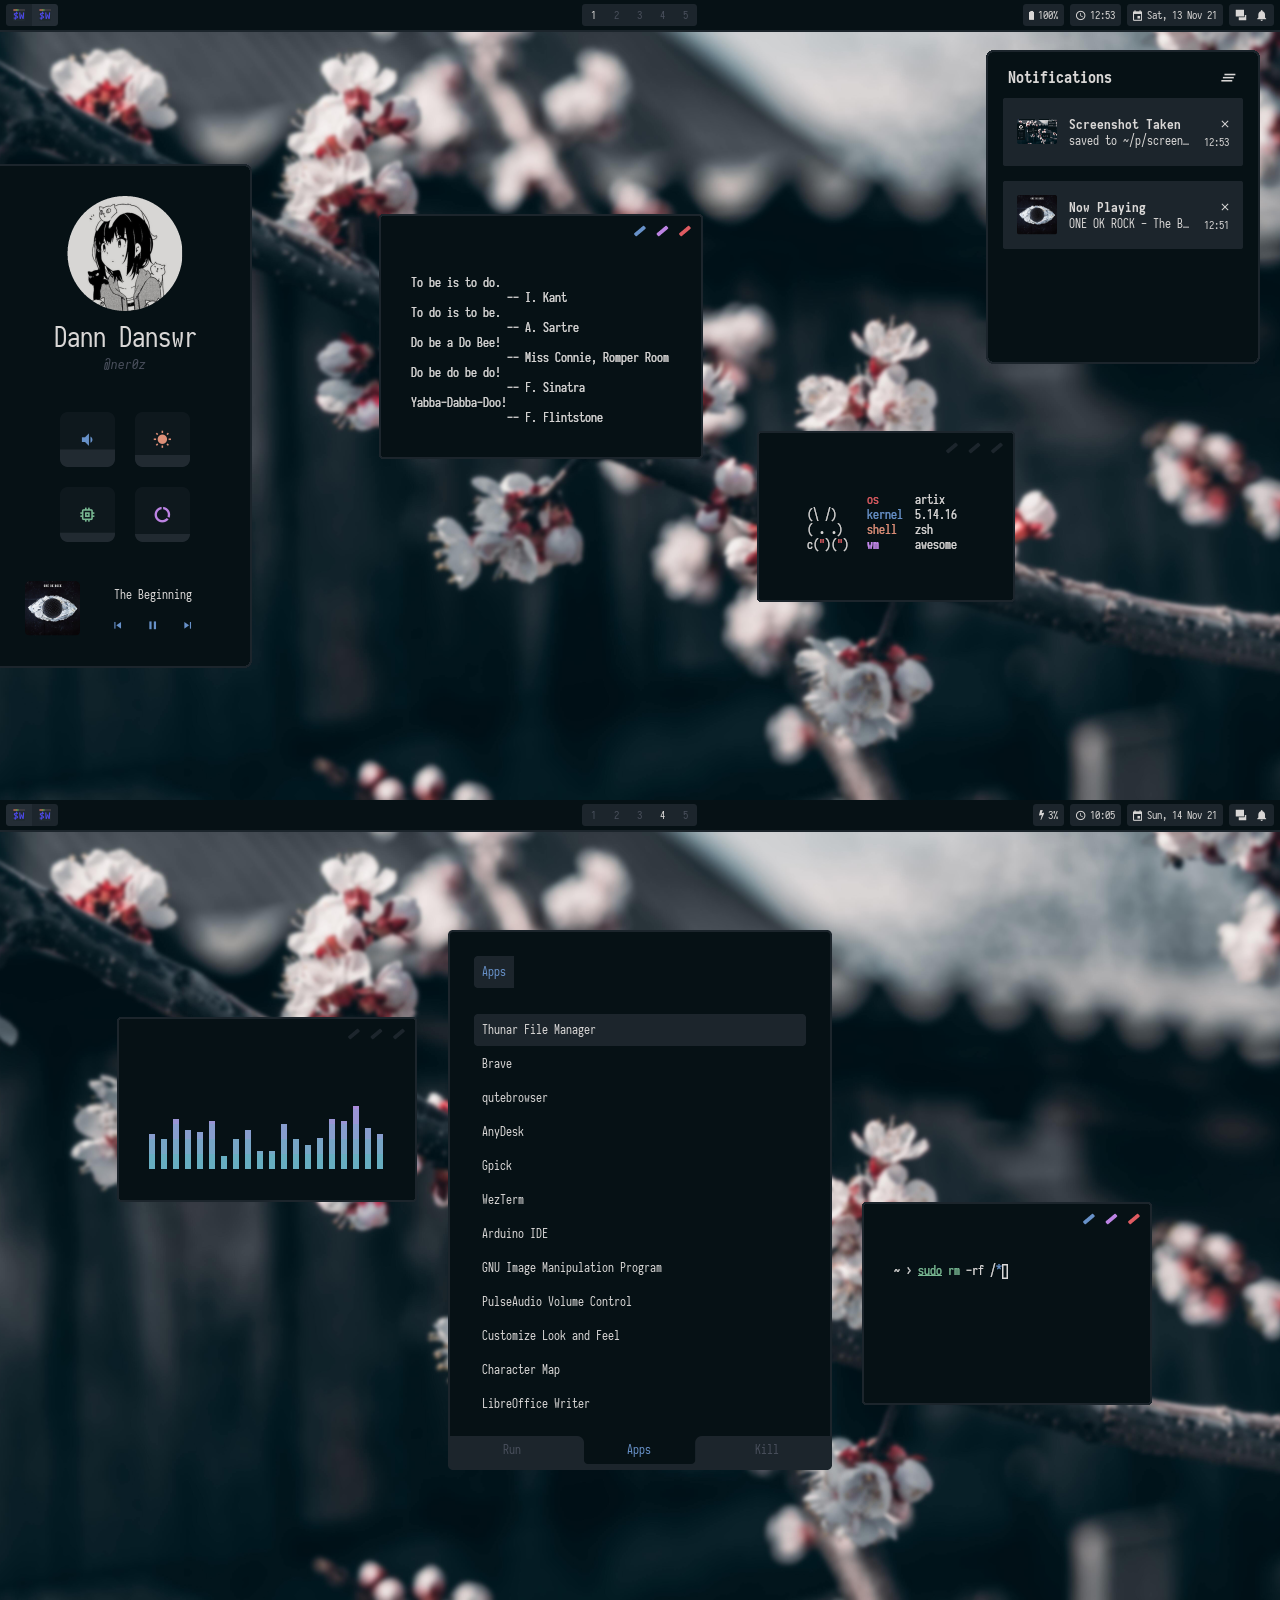 1 2 3 4 5
100% 12:53 Sat, 13 Nov 21
Notifications
Screenshot Taken
saved to ~/p/screen…
12:53
Now Playing
ONE OK ROCK - The B…
12:51
Dann Danswr
@ner0z
The Beginning
To be is to do.
-- I. Kant
To do is to be.
-- A. Sartre
Do be a Do Bee!
-- Miss Connie, Romper Room
Do be do be do!
-- F. Sinatra
Yabba-Dabba-Doo!
-- F. Flintstone
os artix
(\ /) kernel 5.14.16
( . .) shell zsh
c(")(") wm awesome
1 2 3 4 5
3% 10:05 Sun, 14 Nov 21
Apps
Thunar File Manager
Brave
qutebrowser
AnyDesk
Gpick
WezTerm
Arduino IDE
GNU Image Manipulation Program
PulseAudio Volume Control
Customize Look and Feel
Character Map
LibreOffice Writer
Run Apps Kill
~ › sudo rm -rf /*